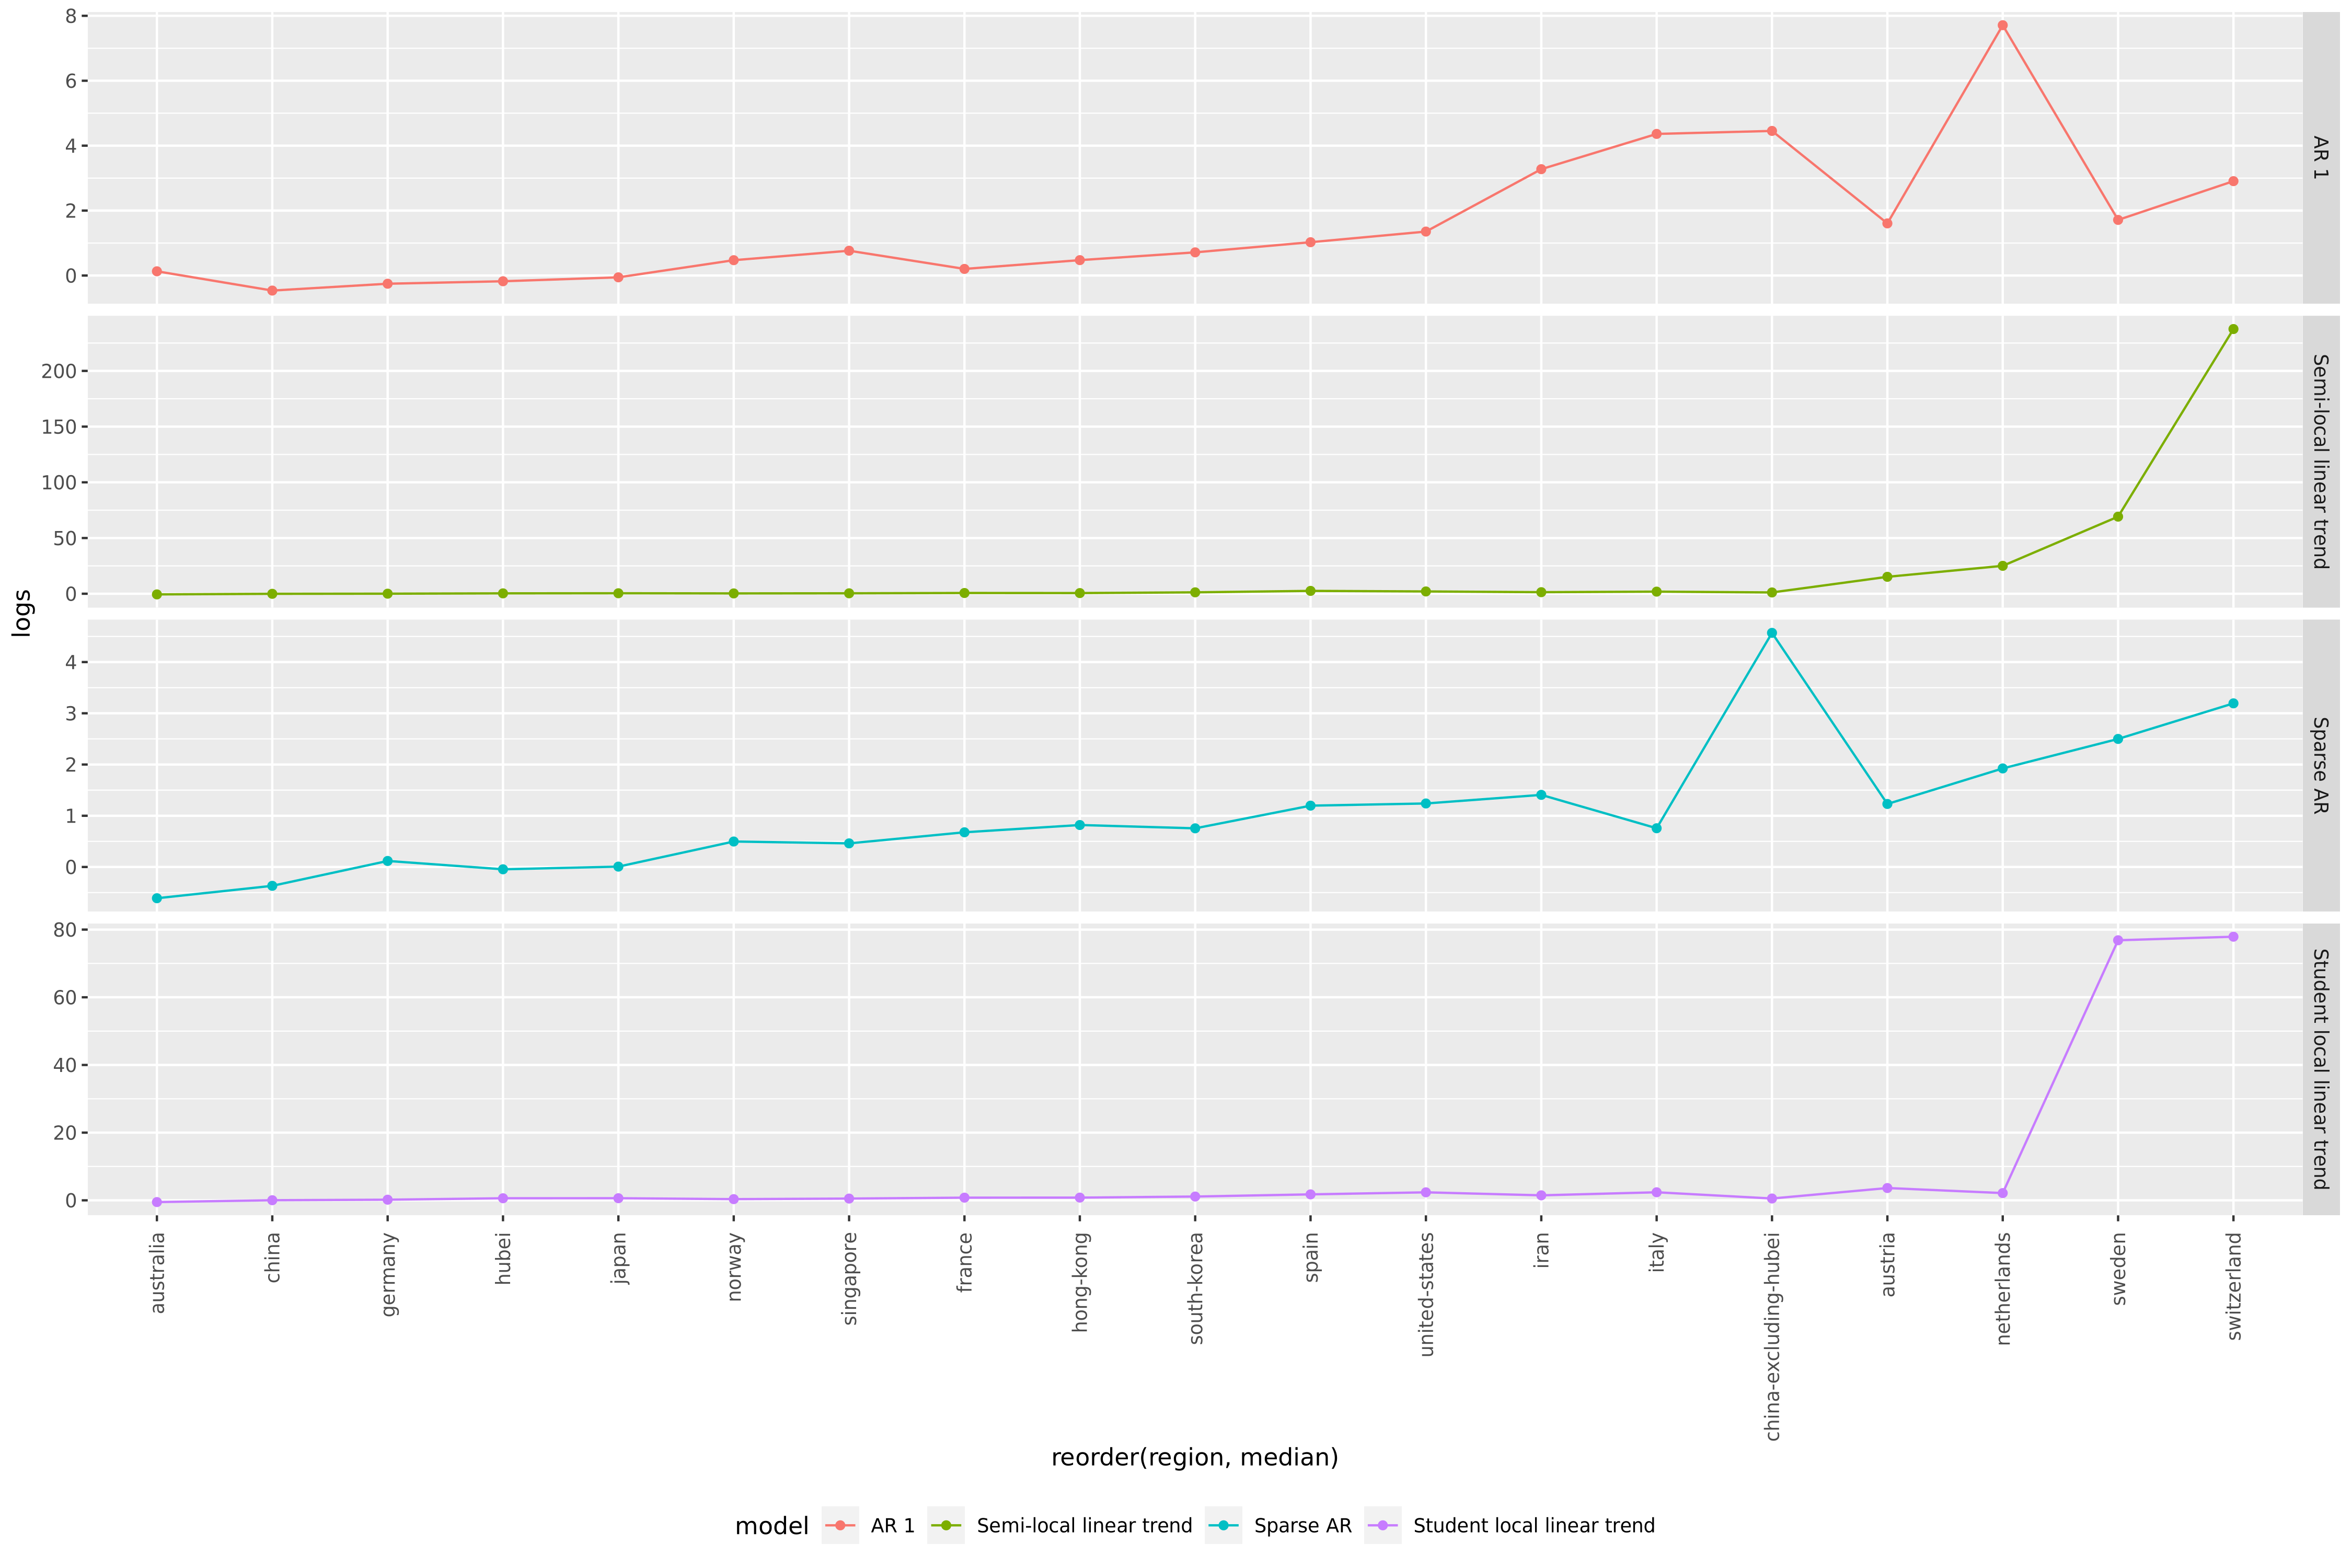 logs
8
6
4
2
0
AR 1
200
150
100
50
0
Semi-local linear trend
4
3
2
1
0
Sparse AR
80
60
40
20
0
Student local linear trend
australia
china
germany
hubei
japan
norway
singapore
france
hong-kong
south-korea
spain
united-states
iran
italy
china-excluding-hubei
austria
netherlands
sweden
switzerland
reorder(region, median)
model AR 1 Semi-local linear trend Sparse AR Student local linear trend